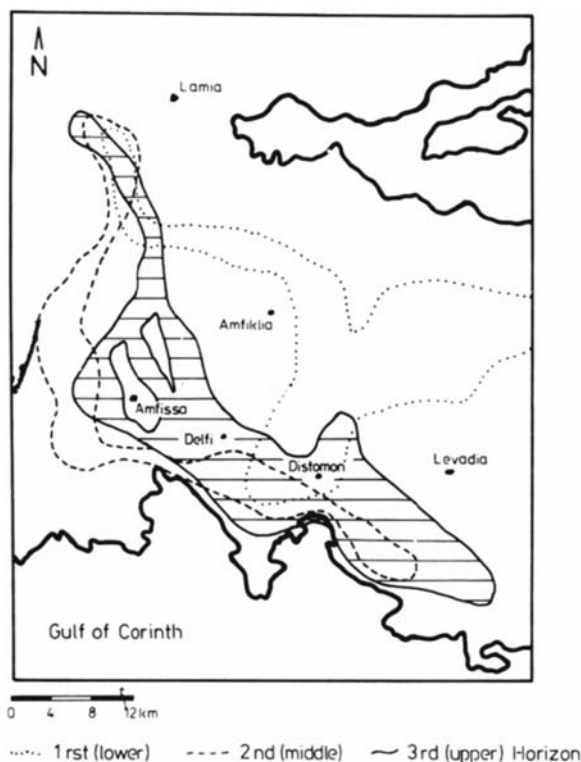 N
Lamia
Amfiklia
Amfissa
Delfi
Distomon
Levadia
Gulf of Corinth
0 4 8 12km
1rst (lower) 2nd (middle) 3rd (upper) Horizon